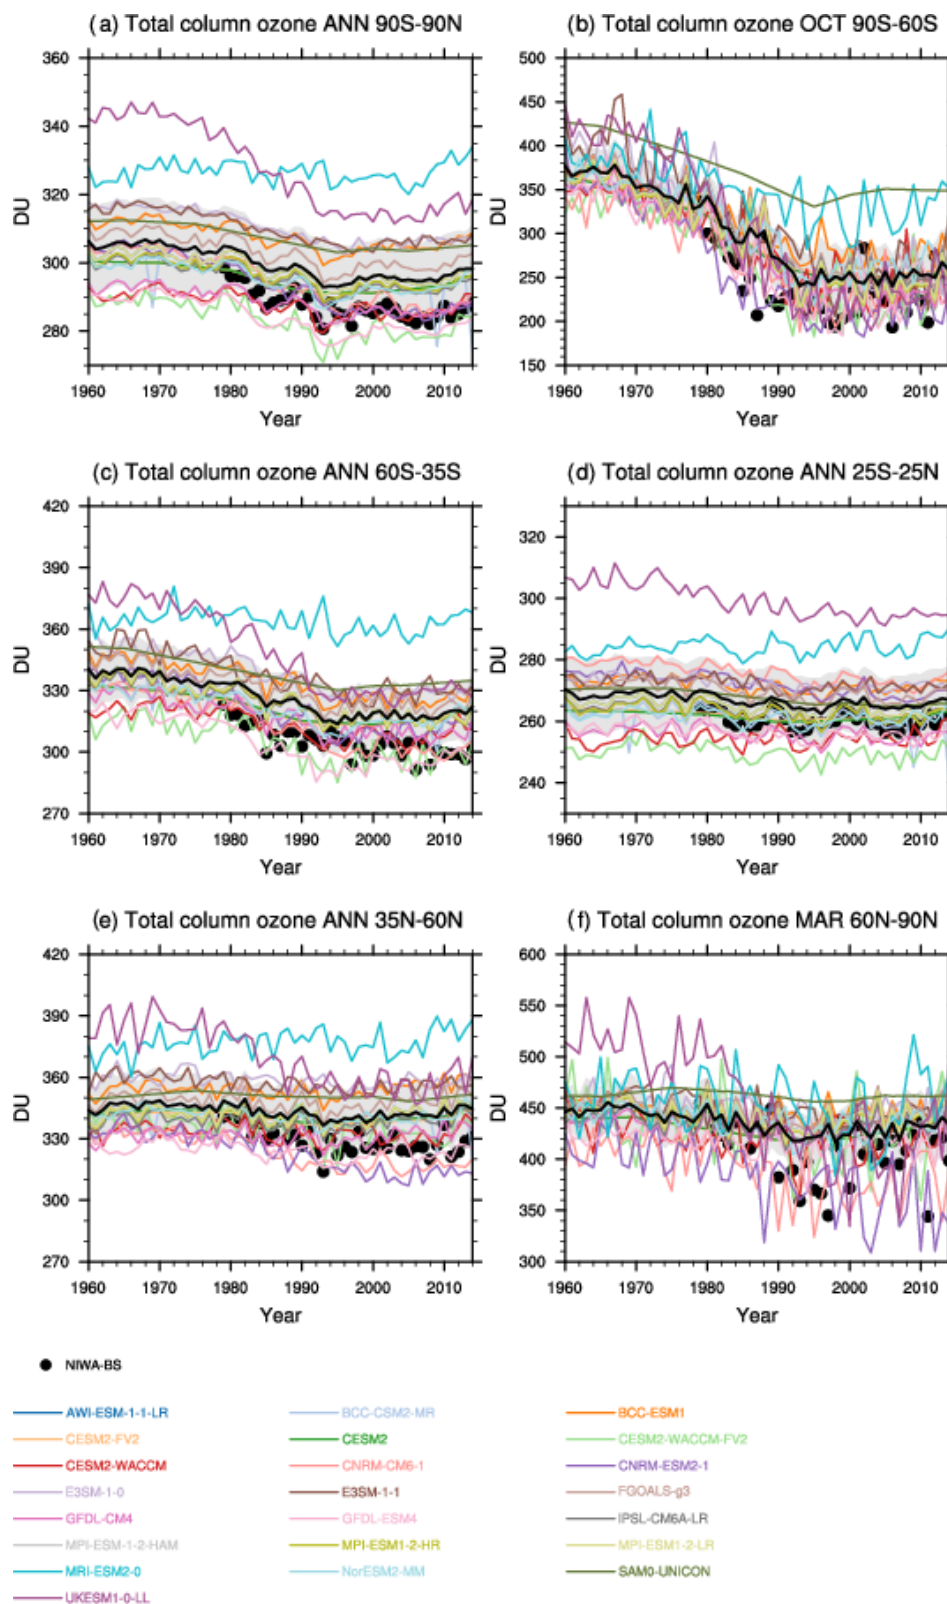 (a) Total column ozone ANN 90S-90N
(b) Total column ozone OCT 90S-60S
360
340
320
300
280
DU
1960 1970 1980 1990 2000 2010
Year
500
450
400
350
300
250
200
150
DU
1960 1970 1980 1990 2000 2010
Year
(c) Total column ozone ANN 60S-35S
(d) Total column ozone ANN 25S-25N
420
390
360
330
300
270
DU
1960 1970 1980 1990 2000 2010
Year
320
300
280
260
240
DU
1960 1970 1980 1990 2000 2010
Year
(e) Total column ozone ANN 35N-60N
(f) Total column ozone MAR 60N-90N
420
390
360
330
300
270
DU
1960 1970 1980 1990 2000 2010
Year
600
550
500
450
400
350
300
DU
1960 1970 1980 1990 2000 2010
Year
NIWA-BS
AWI-ESM-1-1-LR BCC-CSM2-MR BCC-ESM1
CESM2-FV2 CESM2 CESM2-WACCM-FV2
CESM2-WACCM CNRM-CM6-1 CNRM-ESM2-1
E3SM-1-0 E3SM-1-1 FGOALS-g3
GFDL-CM4 GFDL-ESM4 IPSL-CM6A-LR
MPI-ESM-1-2-HAM MPI-ESM1-2-HR MPI-ESM1-2-LR
MRI-ESM2-0 NorESM2-MM SAM0-UNICON
UKESM1-0-LL